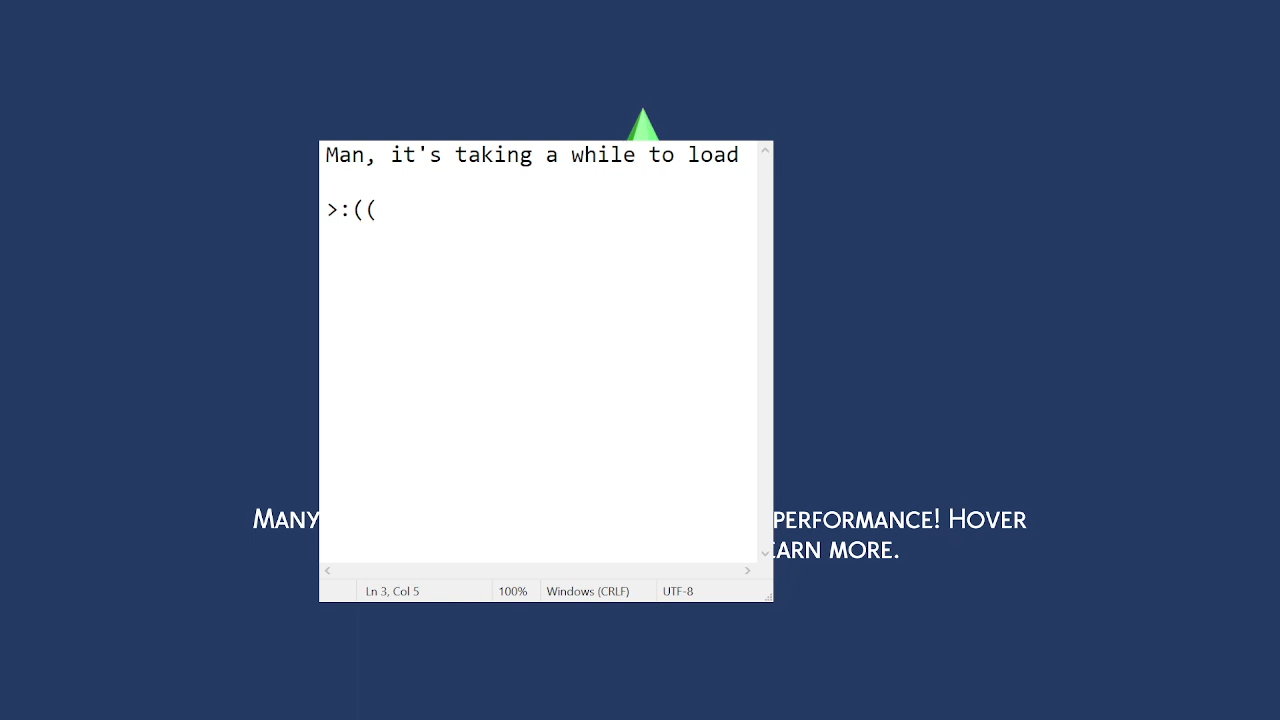 Man, it's taking a while to load
>:((
Many performance! Hover
earn more.
Ln 3, Col 5 100% Windows (CRLF) UTF-8